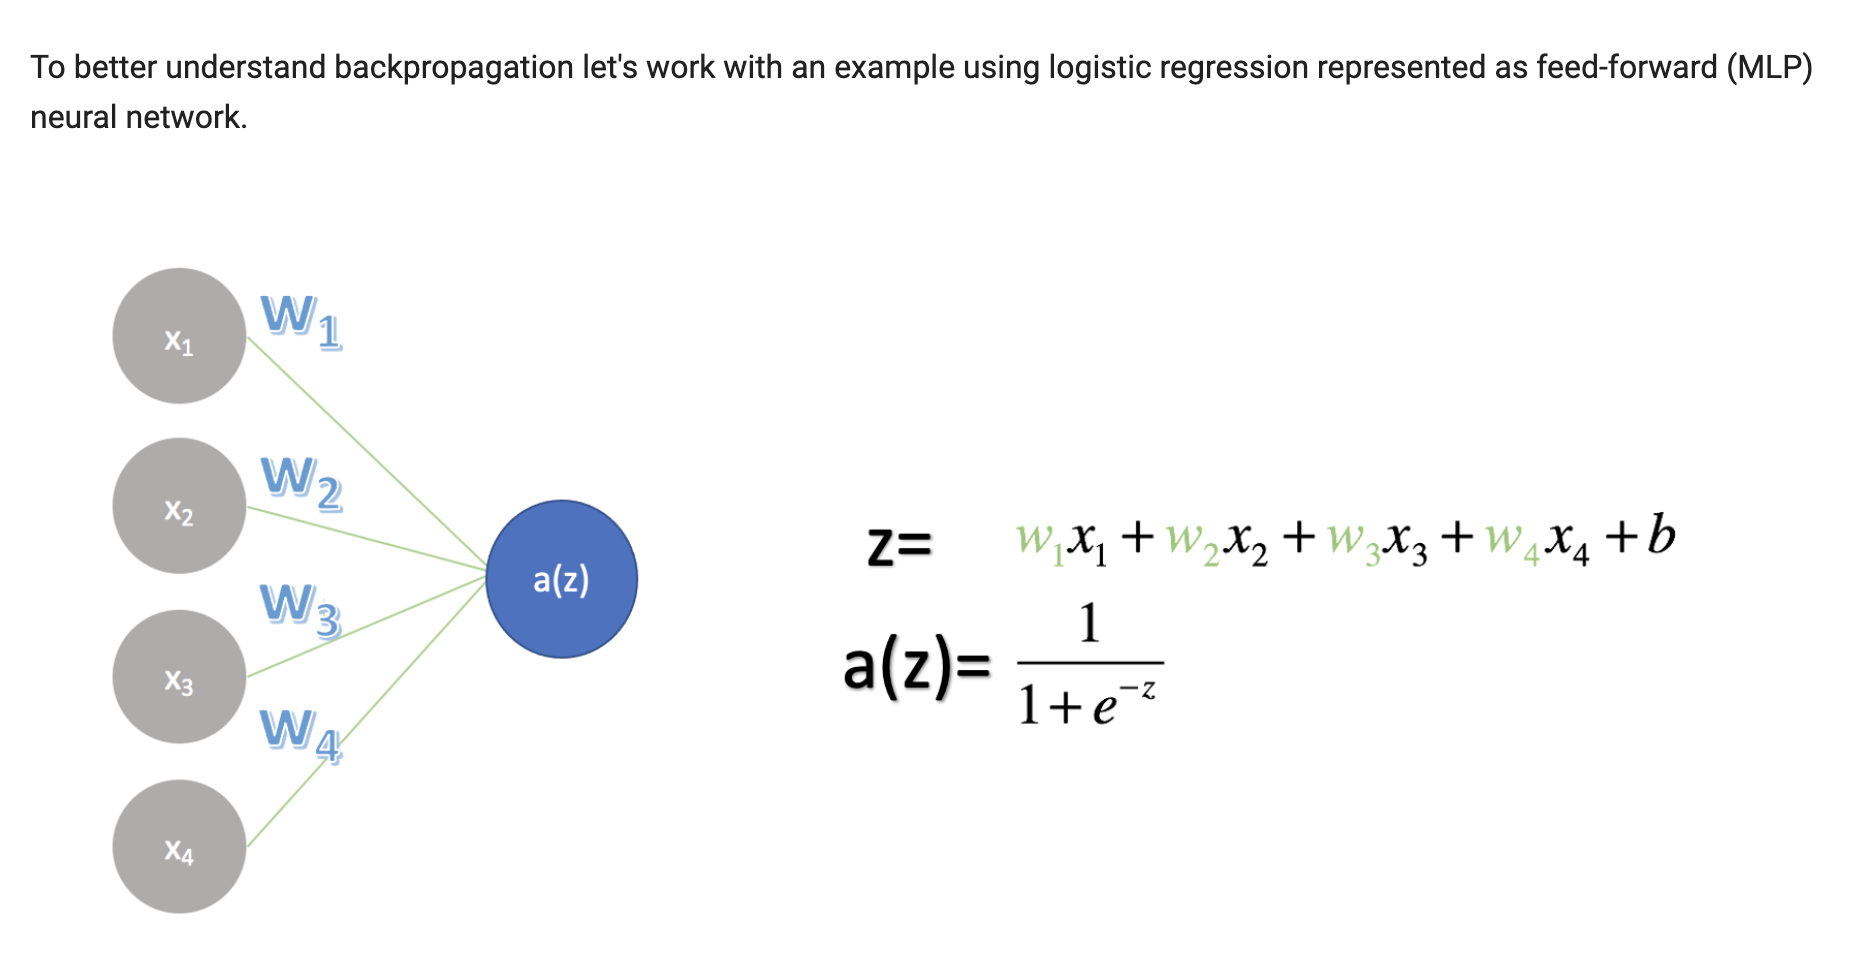 To better understand backpropagation let's work with an example using logistic regression represented as feed-forward (MLP)
neural network.
x₁
W₁
x₂
W₂
x₃
W₃
x₄
W₄
a(z)
z= w₁x₁ + w₂x₂ + w₃x₃ + w₄x₄ + b
a(z)= 1
1+e⁻ᶻ